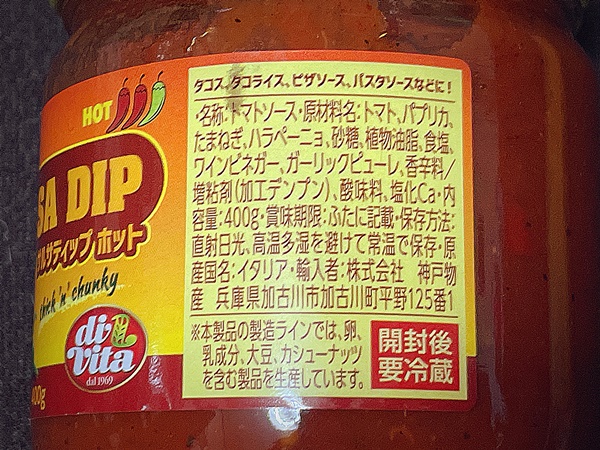 HOT
SA DIP
サルサディップ ホット
thick 'n' chunky
di Vita
dal 1969
400g
タコス、タコライス、ピザソース、パスタソースなどに!
・名称:トマトソース・原材料名:トマト、パプリカ、
たまねぎ、ハラペーニョ、砂糖、植物油脂、食塩、
ワインビネガー、ガーリックピューレ、香辛料/
増粘剤(加工デンプン)、酸味料、塩化Ca・内
容量:400g・賞味期限:ふたに記載・保存方法:
直射日光、高温多湿を避けて常温で保存・原
産国名:イタリア・輸入者:株式会社 神戸物
産 兵庫県加古川市加古川町平野125番1
※本製品の製造ラインでは、卵、
乳成分、大豆、カシューナッツ
を含む製品を生産しています。
開封後
要冷蔵